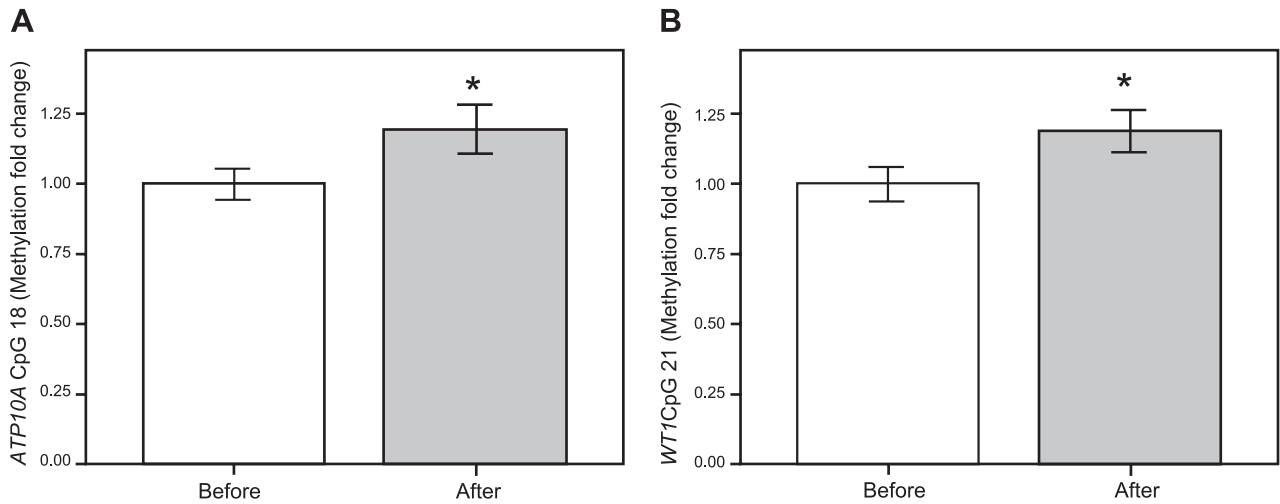 A
ATP10A CpG 18 (Methylation fold change)
1.25
1.00
0.75
0.50
0.25
0.00
*
Before
After
B
WT1CpG 21 (Methylation fold change)
1.25
1.00
0.75
0.50
0.25
0.00
*
Before
After